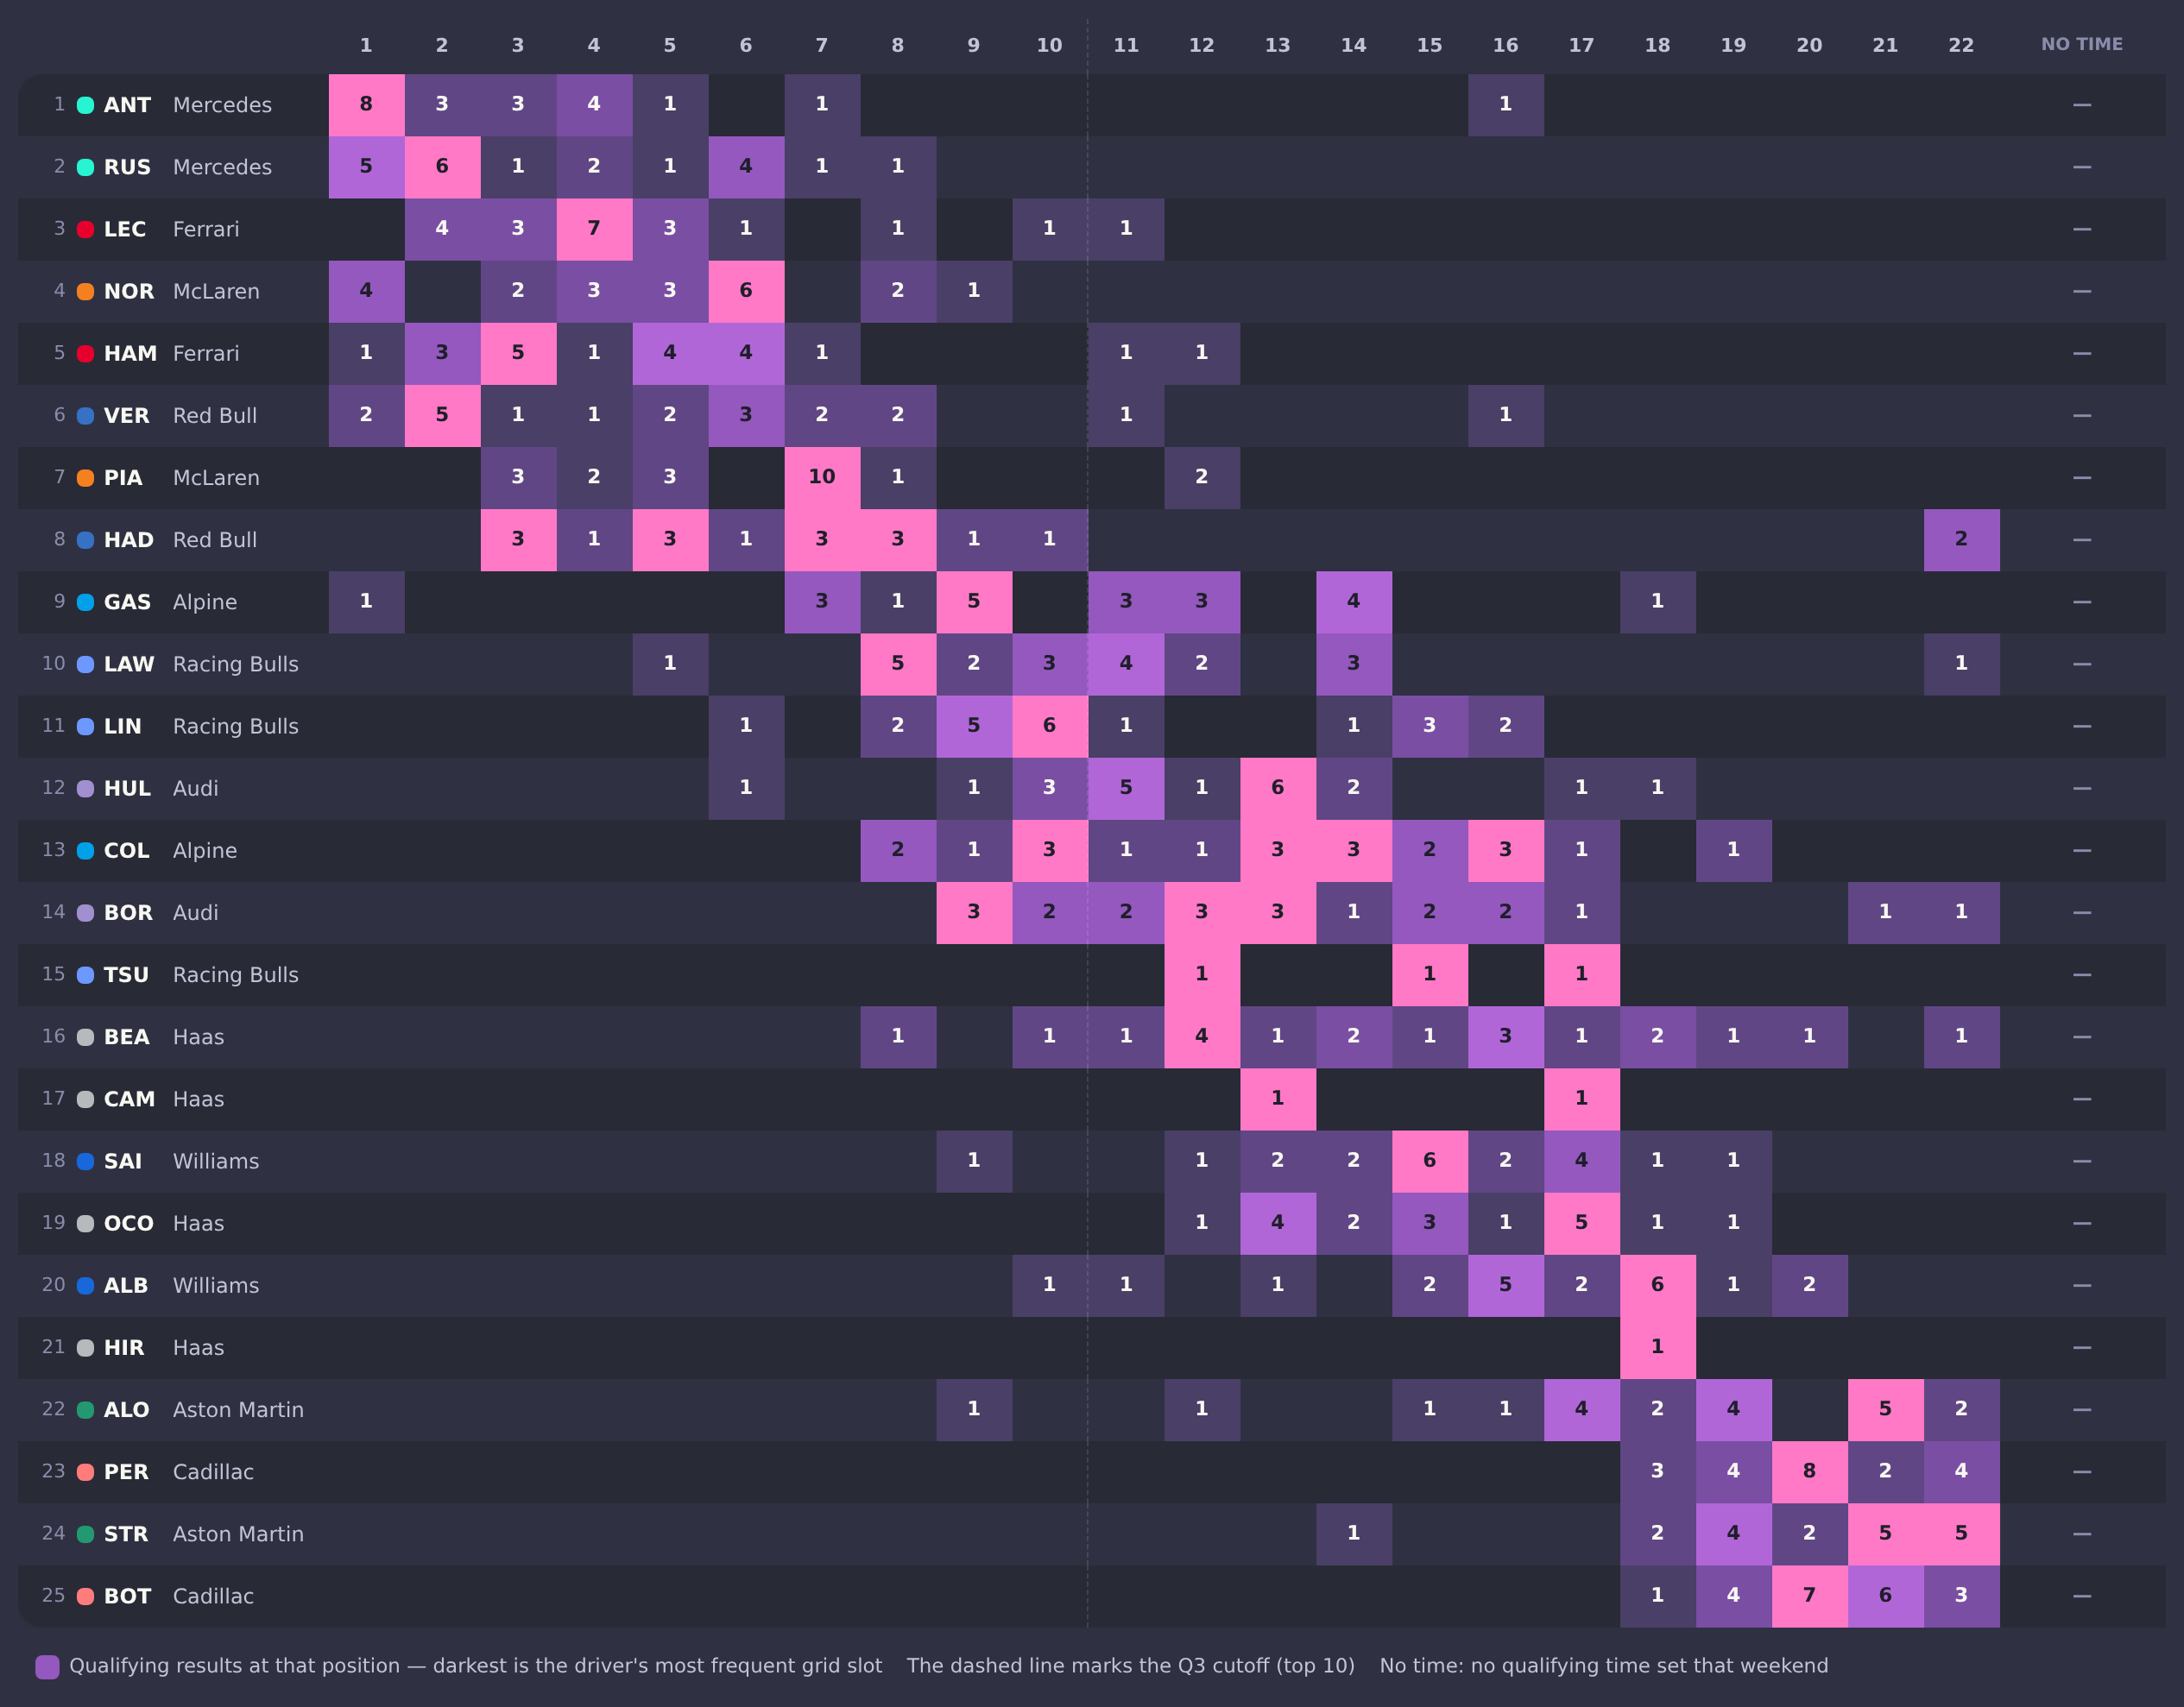 1 2 3 4 5 6 7 8 9 10 11 12 13 14 15 16 17 18 19 20 21 22 NO TIME
1 ANT Mercedes 8 3 3 4 1 1 1 —
2 RUS Mercedes 5 6 1 2 1 4 1 1 —
3 LEC Ferrari 4 3 7 3 1 1 1 1 —
4 NOR McLaren 4 2 3 3 6 2 1 —
5 HAM Ferrari 1 3 5 1 4 4 1 1 1 —
6 VER Red Bull 2 5 1 1 2 3 2 2 1 1 —
7 PIA McLaren 3 2 3 10 1 2 —
8 HAD Red Bull 3 1 3 1 3 3 1 1 2 —
9 GAS Alpine 1 3 1 5 3 3 4 1 —
10 LAW Racing Bulls 1 5 2 3 4 2 3 1 —
11 LIN Racing Bulls 1 2 5 6 1 1 3 2 —
12 HUL Audi 1 1 3 5 1 6 2 1 1 —
13 COL Alpine 2 1 3 1 1 3 3 2 3 1 1 —
14 BOR Audi 3 2 2 3 3 1 2 2 1 1 1 —
15 TSU Racing Bulls 1 1 1 —
16 BEA Haas 1 1 1 4 1 2 1 3 1 2 1 1 1 —
17 CAM Haas 1 1 —
18 SAI Williams 1 1 2 2 6 2 4 1 1 —
19 OCO Haas 1 4 2 3 1 5 1 1 —
20 ALB Williams 1 1 1 2 5 2 6 1 2 —
21 HIR Haas 1 —
22 ALO Aston Martin 1 1 1 1 4 2 4 5 2 —
23 PER Cadillac 3 4 8 2 4 —
24 STR Aston Martin 1 2 4 2 5 5 —
25 BOT Cadillac 1 4 7 6 3 —
Qualifying results at that position — darkest is the driver's most frequent grid slot The dashed line marks the Q3 cutoff (top 10) No time: no qualifying time set that weekend